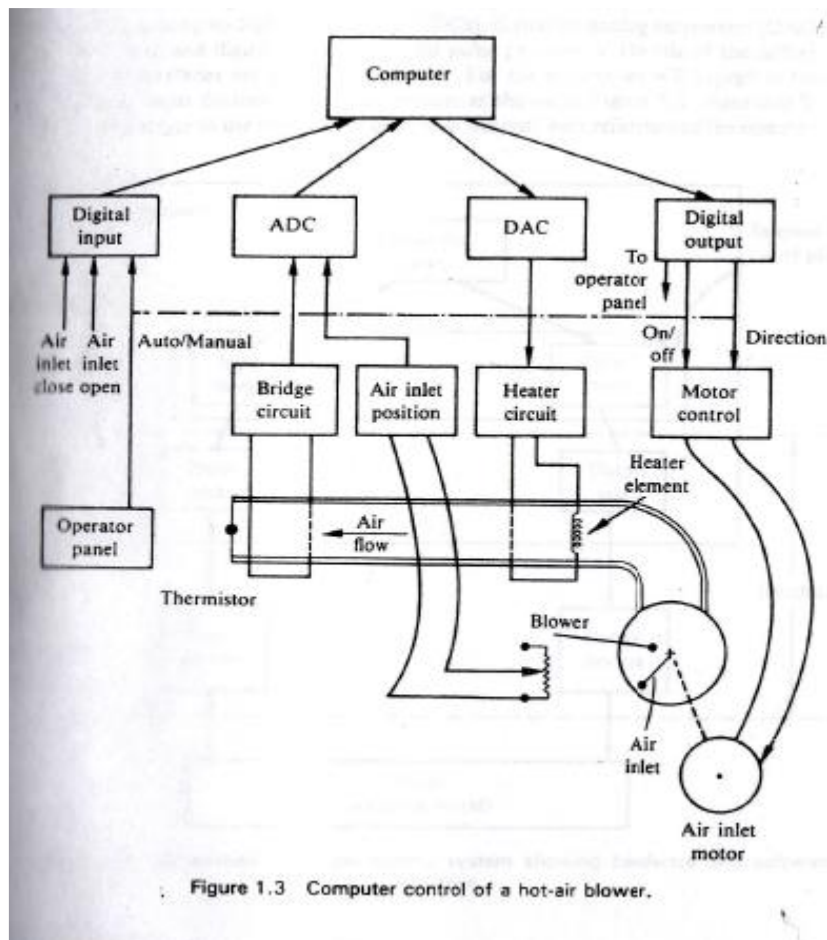 Computer
Digital
input
ADC
DAC
Digital
output
To
operator
panel
Air
inlet
close
Air
inlet
open
Auto/Manual
On/
off
Direction
Bridge
circuit
Air inlet
position
Heater
circuit
Motor
control
Heater
element
Operator
panel
Air
flow
Thermistor
Blower
Air
inlet
Air inlet
motor
Figure 1.3 Computer control of a hot-air blower.